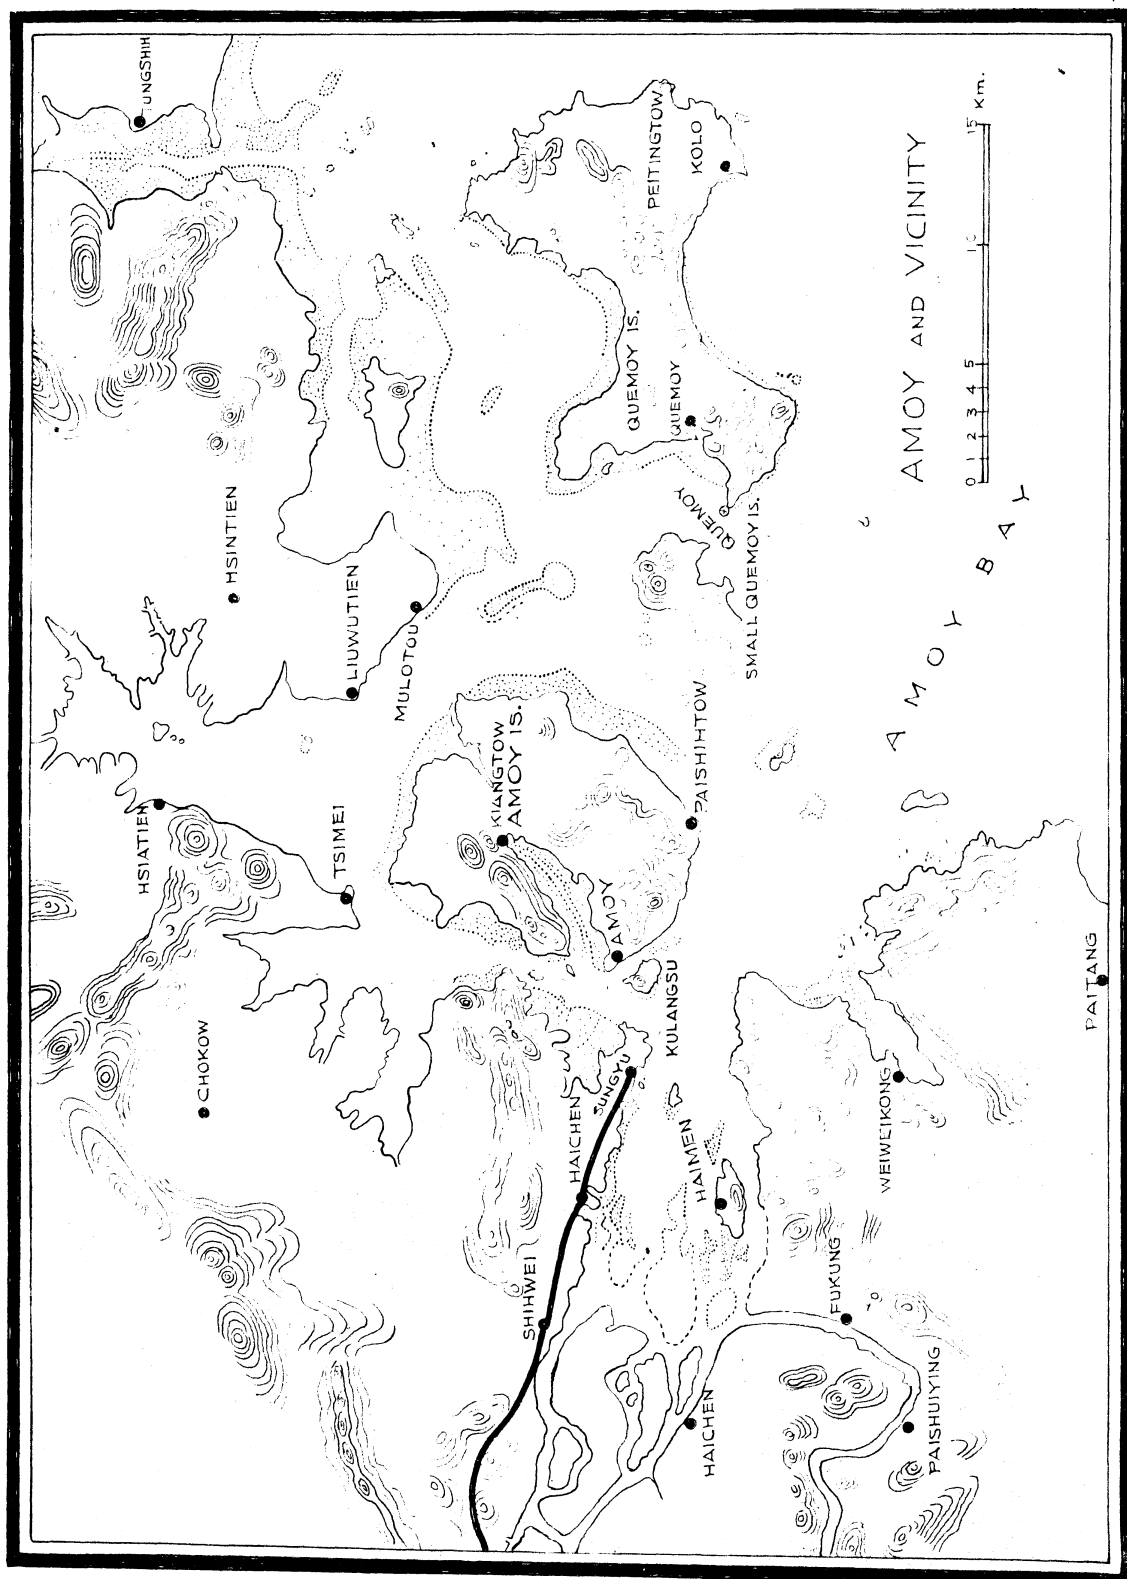 AMOY AND VICINITY
0 1 2 3 4 5 10 15 Km.
UNGSHIH
HSINTIEN
LIUWUTIEN
MULOTOU
HSIATIEN
TSIMEI
CHOKOW
KIANGTOW
AMOY IS.
AMOY
KULANGSU
PAISHIHTOW
PEITINGTOW
KOLO
QUEMOY IS.
QUEMOY
QUEMOY
SMALL QUEMOY IS.
AMOY BAY
SUNGYU
HAICHEN
SHIHWEI
HAIMEN
HAICHEN
FUKUNG
PAISHUIYING
WEIWEIKONG
PAITANG